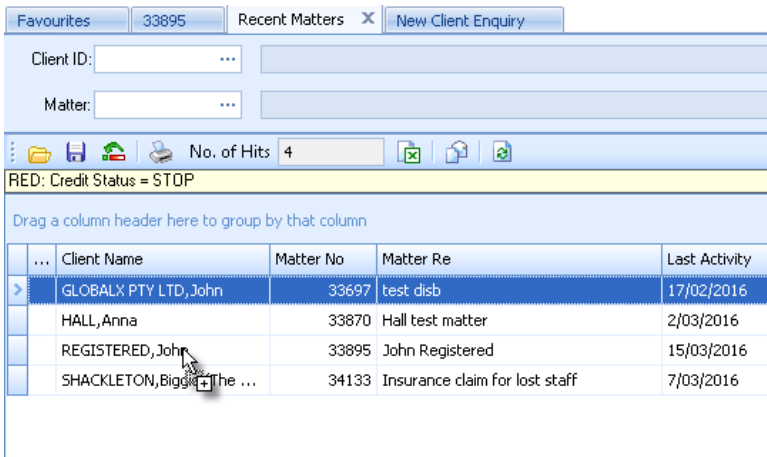 Favourites 33895 Recent Matters X New Client Enquiry
Client ID: ...
Matter: ...
No. of Hits 4
RED: Credit Status = STOP
Drag a column header here to group by that column
... Client Name Matter No Matter Re Last Activity
GLOBALX PTY LTD,John 33697 test disb 17/02/2016
HALL,Anna 33870 Hall test matter 2/03/2016
REGISTERED,John 33895 John Registered 15/03/2016
SHACKLETON, The ... 34133 Insurance claim for lost staff 7/03/2016